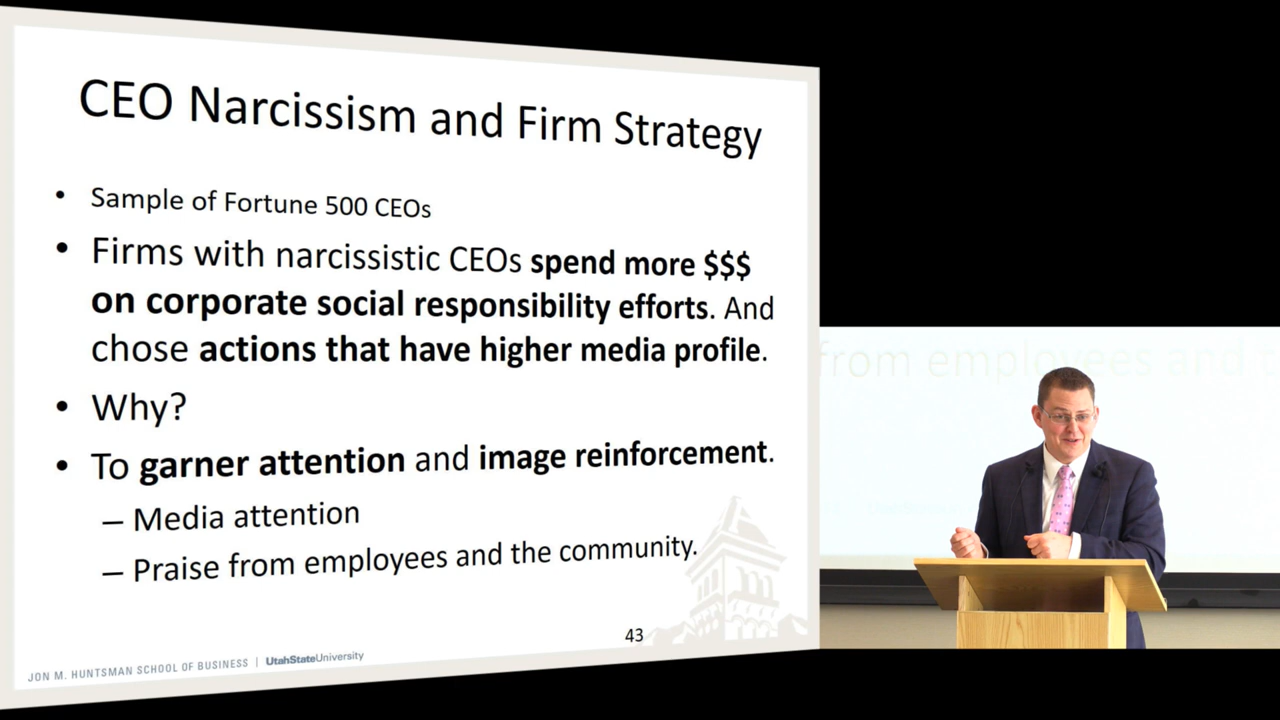 CEO Narcissism and Firm Strategy
• Sample of Fortune 500 CEOs
• Firms with narcissistic CEOs spend more $$$
on corporate social responsibility efforts. And
chose actions that have higher media profile.
• Why?
• To garner attention and image reinforcement.
– Media attention
– Praise from employees and the community.
43
JON M. HUNTSMAN SCHOOL OF BUSINESS | UtahStateUniversity
from employees and